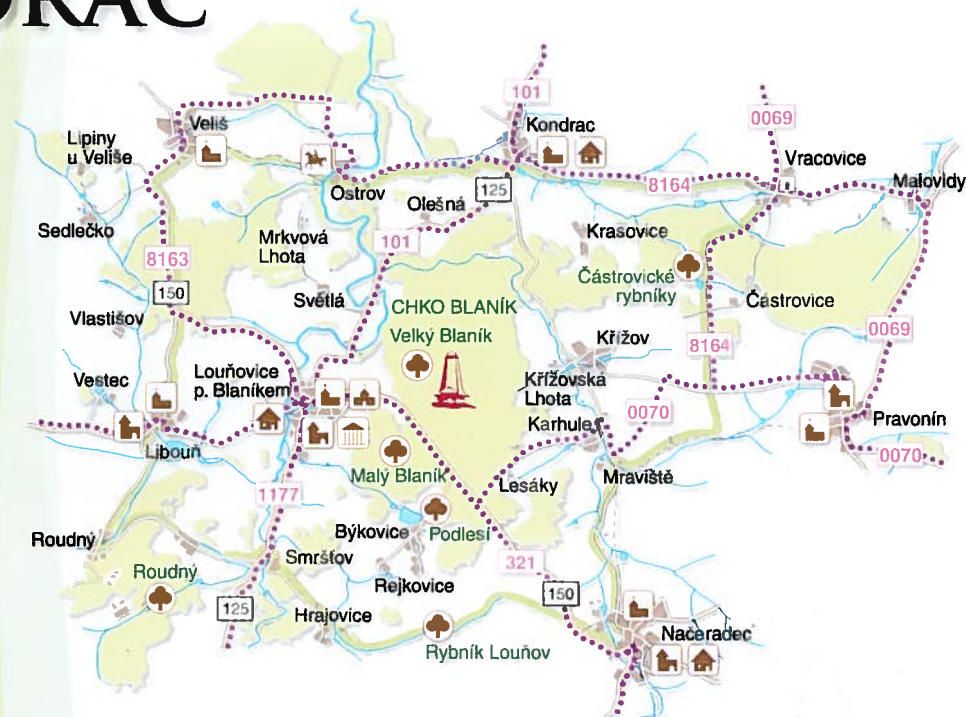 DRAC
101
Kondrac
0069
Veliš
Lipiny
u Veliše
Vracovice
Ostrov
125
8164
Malovidy
Olešná
Sedlečko
Mrkvová
Lhota
101
Krasovice
8163
Částrovické
rybníky
150
Světlá
CHKO BLANÍK
Částrovice
Vlastišov
Velký Blaník
Křížov
8164
0069
Vestec
Louňovice
p. Blaníkem
Křížovská
Lhota
0070
Karhule
Pravonín
Libouň
0070
Malý Blaník
Lesáky
Mraviště
1177
Roudný
Býkovice
Podlesí
Smršťov
321
Roudný
Rejkovice
125
150
Hrajovice
Načeradec
Rybník Louňov